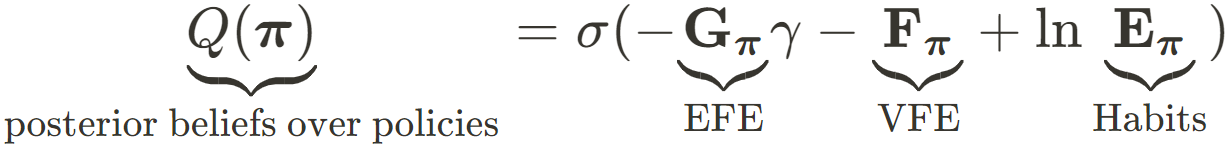 Q(π) = σ(−G_π γ − F_π + ln E_π)
posterior beliefs over policies EFE VFE Habits